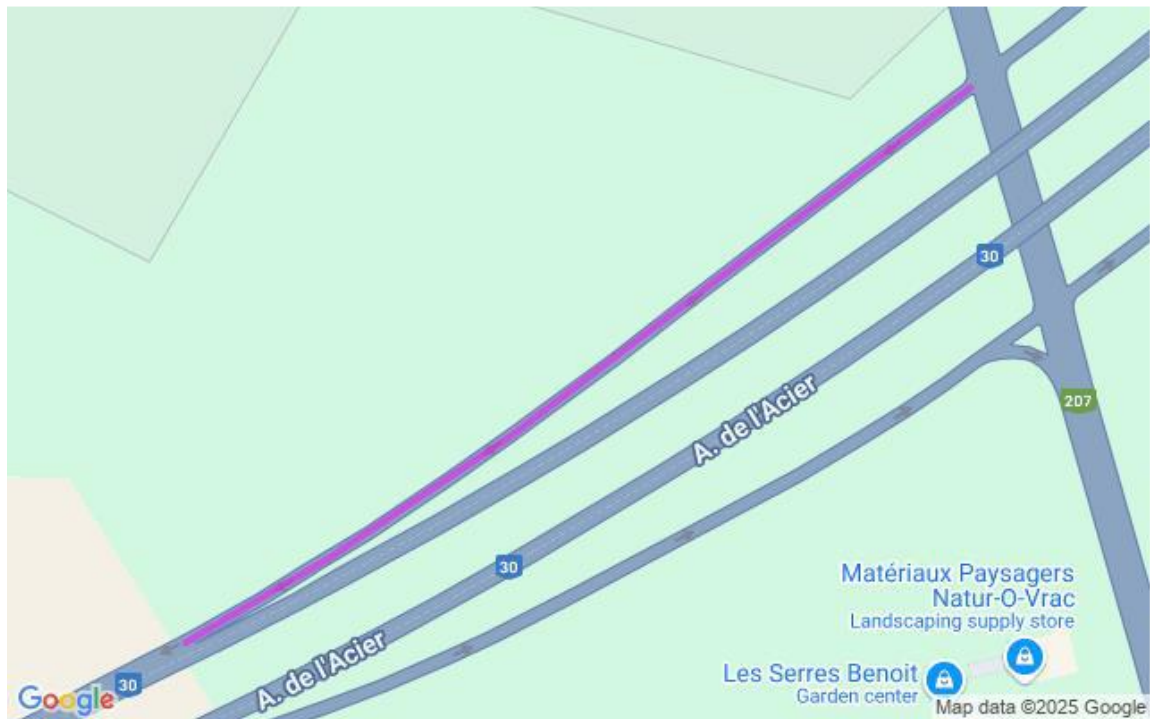 30
A. de l'Acier
207
30
Matériaux Paysagers
Natur-O-Vrac
Landscaping supply store
A. de l'Acier
Les Serres Benoit
Garden center
30
Google
Map data ©2025 Google